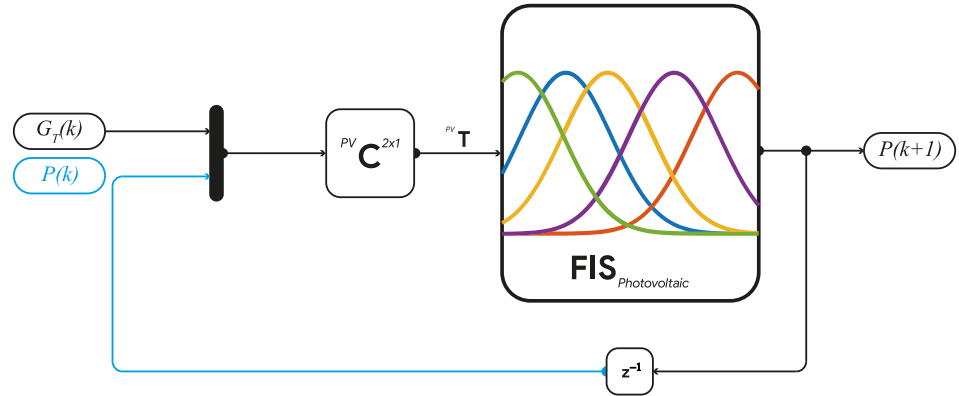 G_T(k)
P(k)
PV C 2x1
PV T
FIS Photovoltaic
P(k+1)
z⁻¹